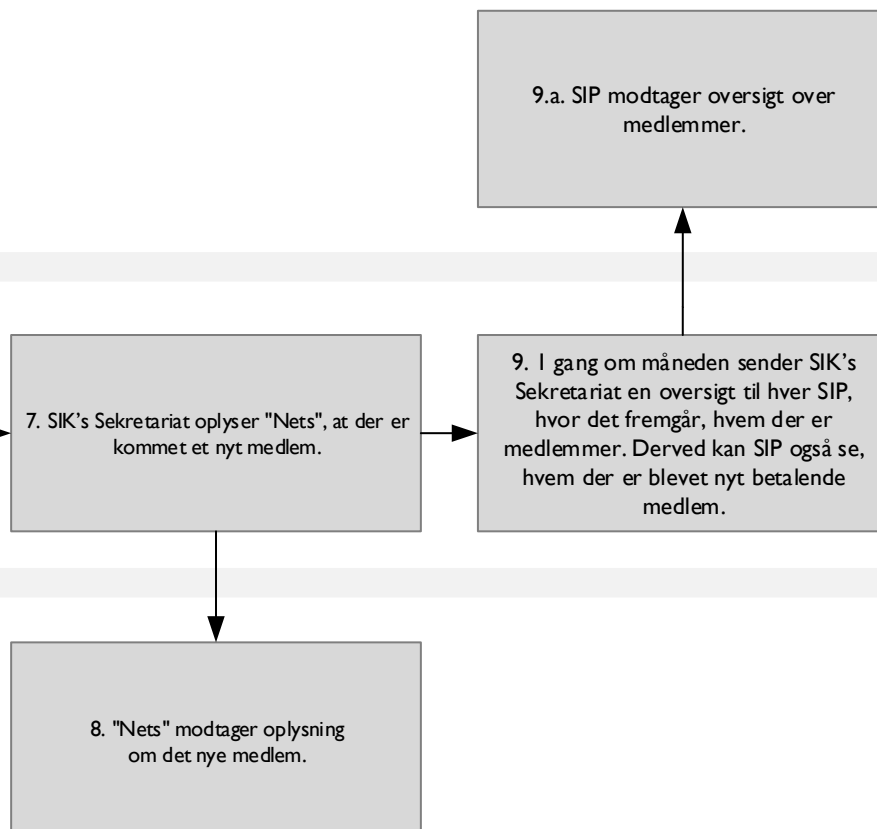 9.a. SIP modtager oversigt over
medlemmer.
7. SIK's Sekretariat oplyser "Nets", at der er
kommet et nyt medlem.
9. 1 gang om måneden sender SIK's
Sekretariat en oversigt til hver SIP,
hvor det fremgår, hvem der er
medlemmer. Derved kan SIP også se,
hvem der er blevet nyt betalende
medlem.
8. "Nets" modtager oplysning
om det nye medlem.